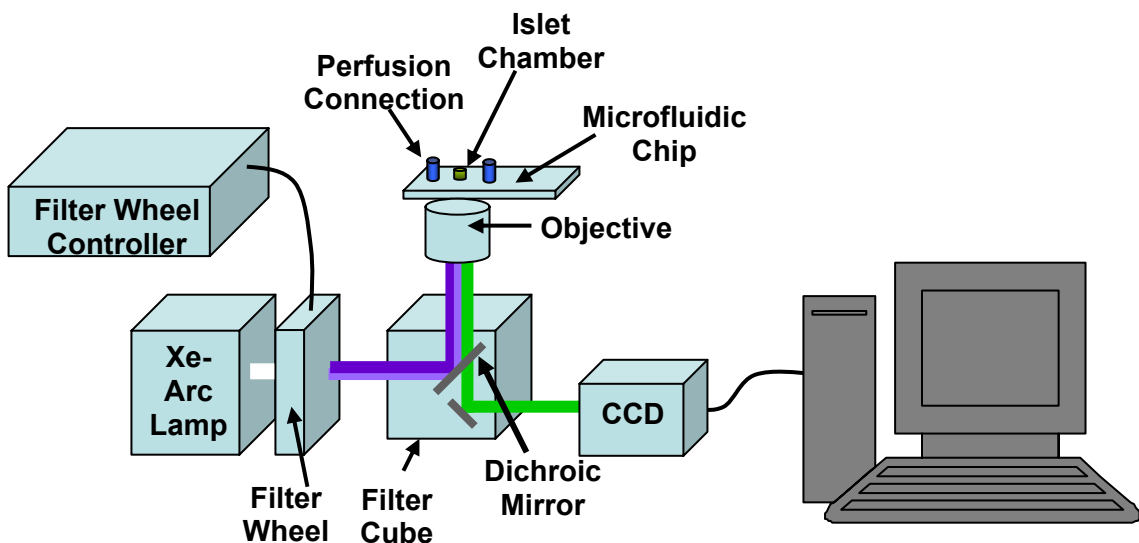 Islet
Chamber
Perfusion
Connection
Microfluidic
Chip
Filter Wheel
Controller
Objective
Xe-
Arc
Lamp
CCD
Dichroic
Mirror
Filter
Wheel
Filter
Cube